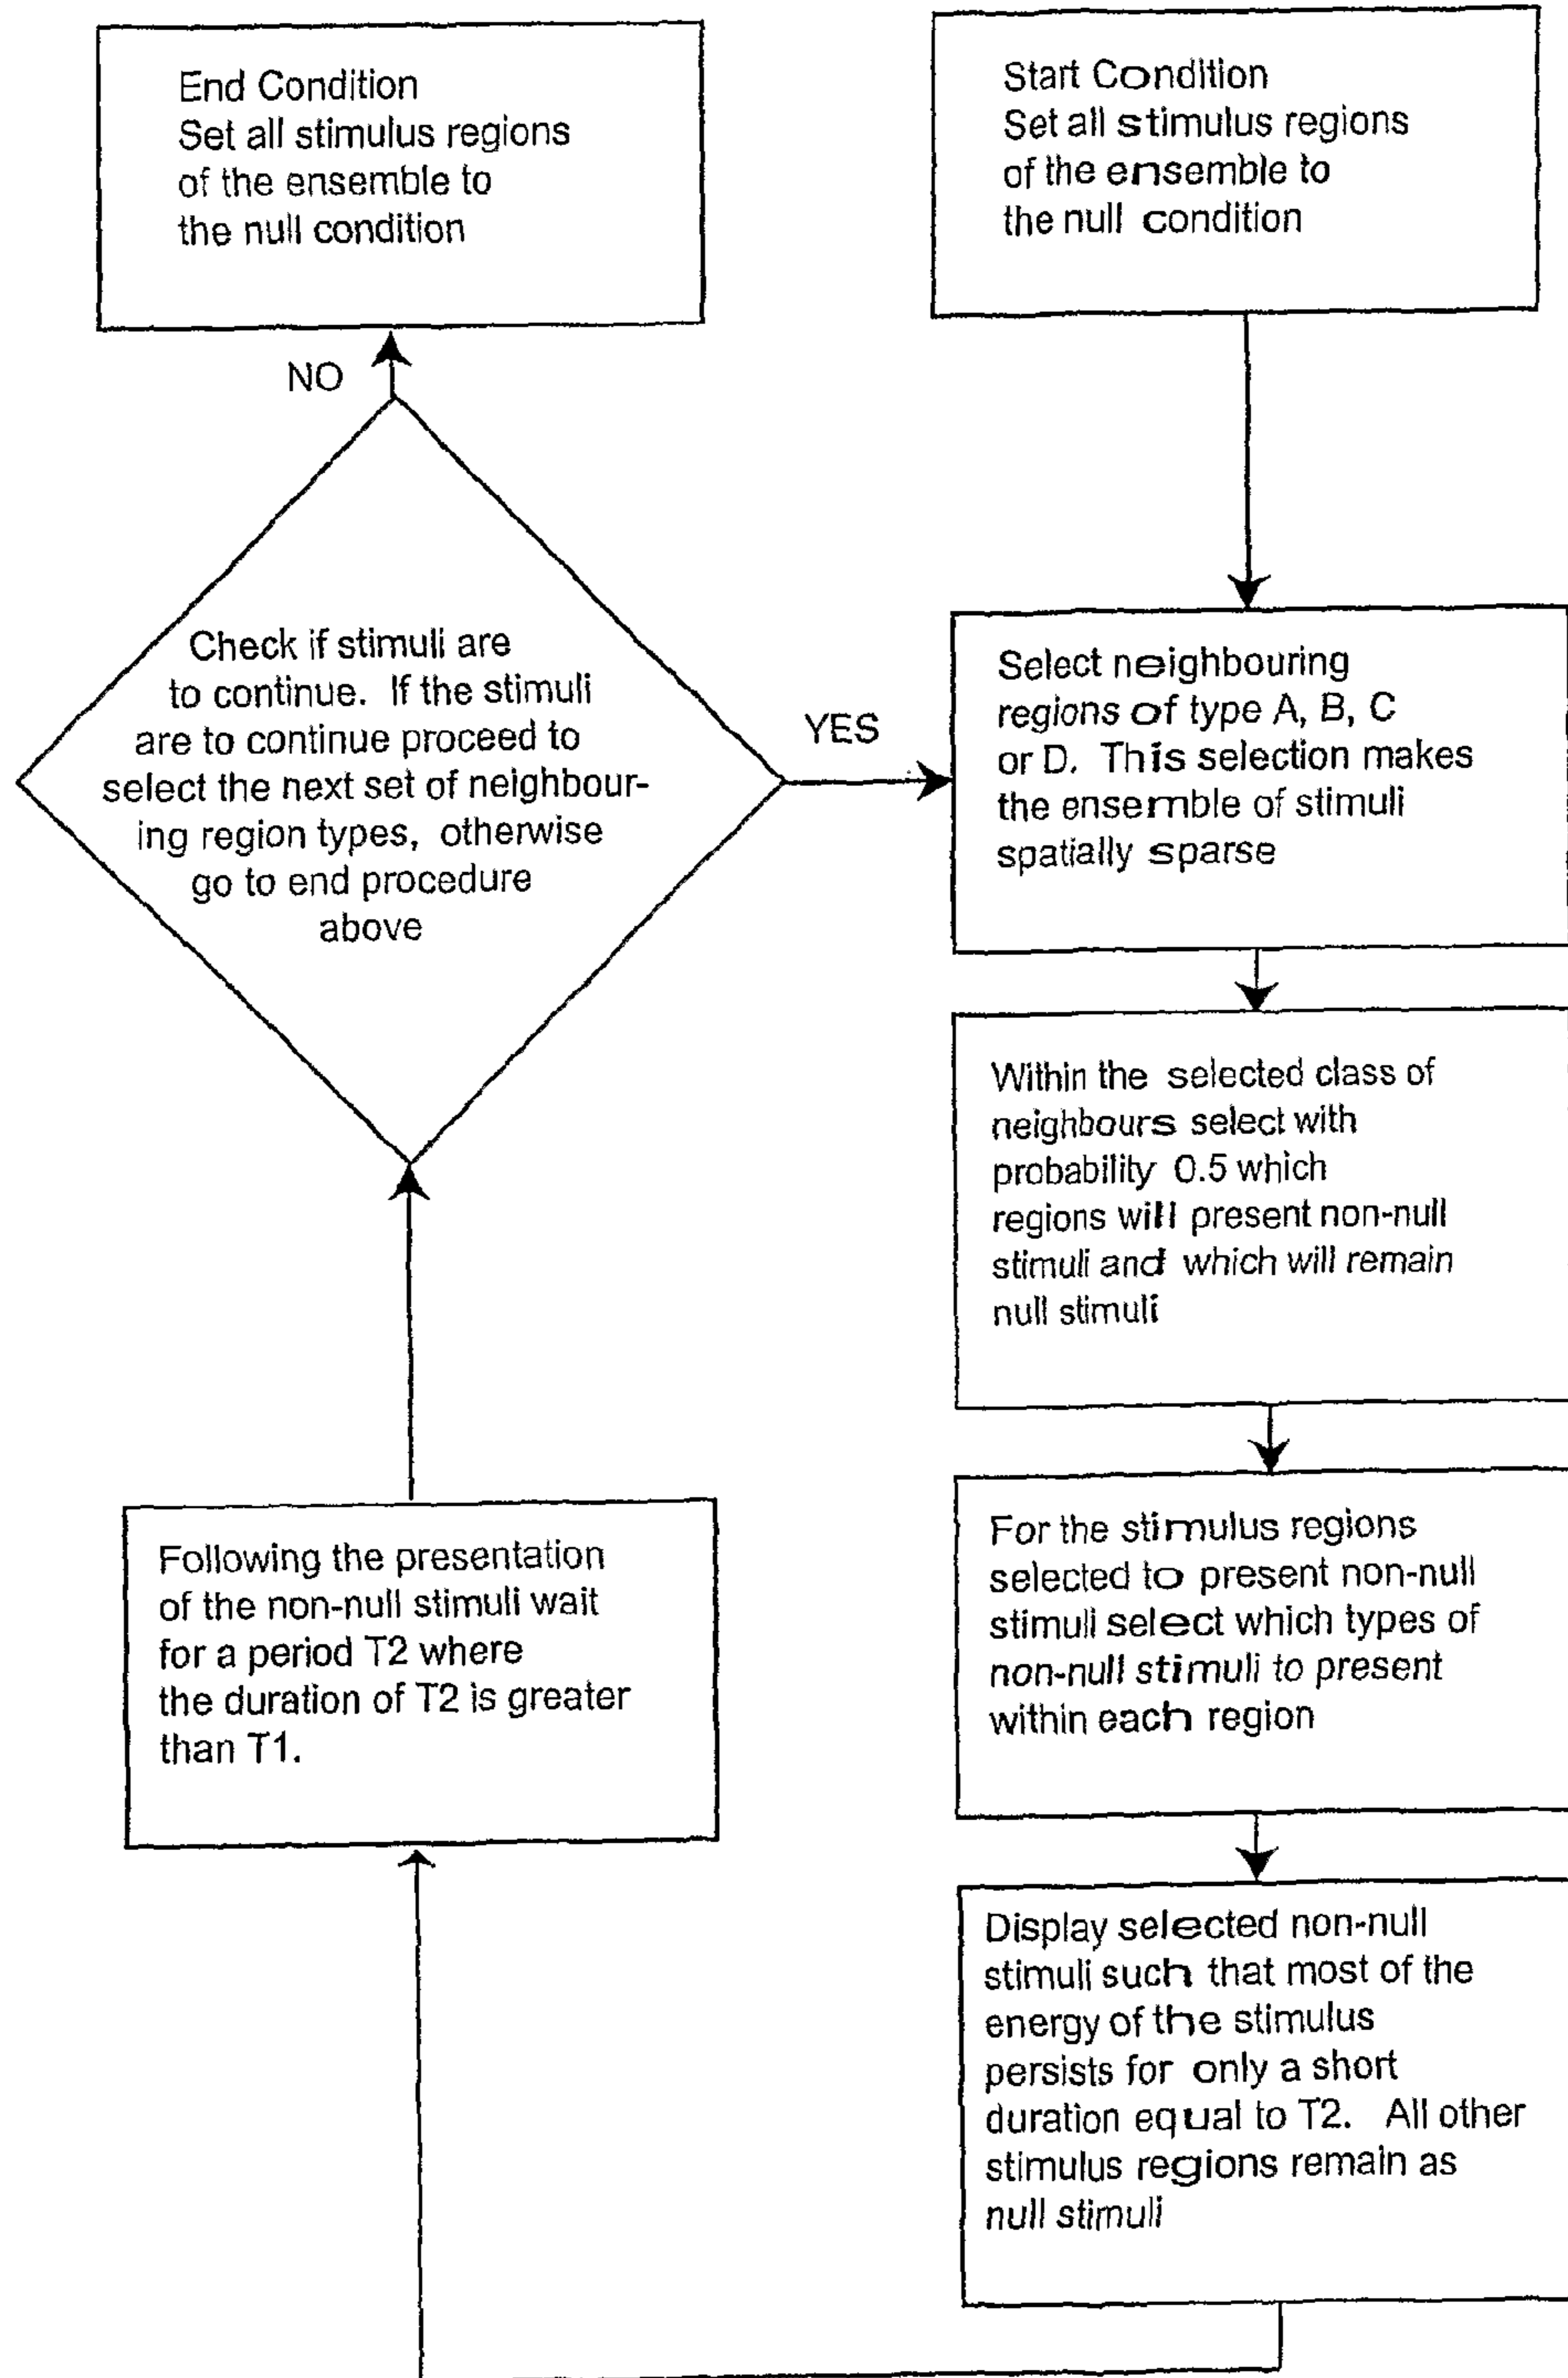 End Condition
Set all stimulus regions
of the ensemble to
the null condition
Start Condition
Set all stimulus regions
of the ensemble to
the null condition
NO
Check if stimuli are
to continue. If the stimuli
are to continue proceed to
select the next set of neighbour-
ing region types, otherwise
go to end procedure
above
YES
Select neighbouring
regions of type A, B, C
or D. This selection makes
the ensemble of stimuli
spatially sparse
Within the selected class of
neighbours select with
probability 0.5 which
regions will present non-null
stimuli and which will remain
null stimuli
For the stimulus regions
selected to present non-null
stimuli select which types of
non-null stimuli to present
within each region
Display selected non-null
stimuli such that most of the
energy of the stimulus
persists for only a short
duration equal to T2. All other
stimulus regions remain as
null stimuli
Following the presentation
of the non-null stimuli wait
for a period T2 where
the duration of T2 is greater
than T1.